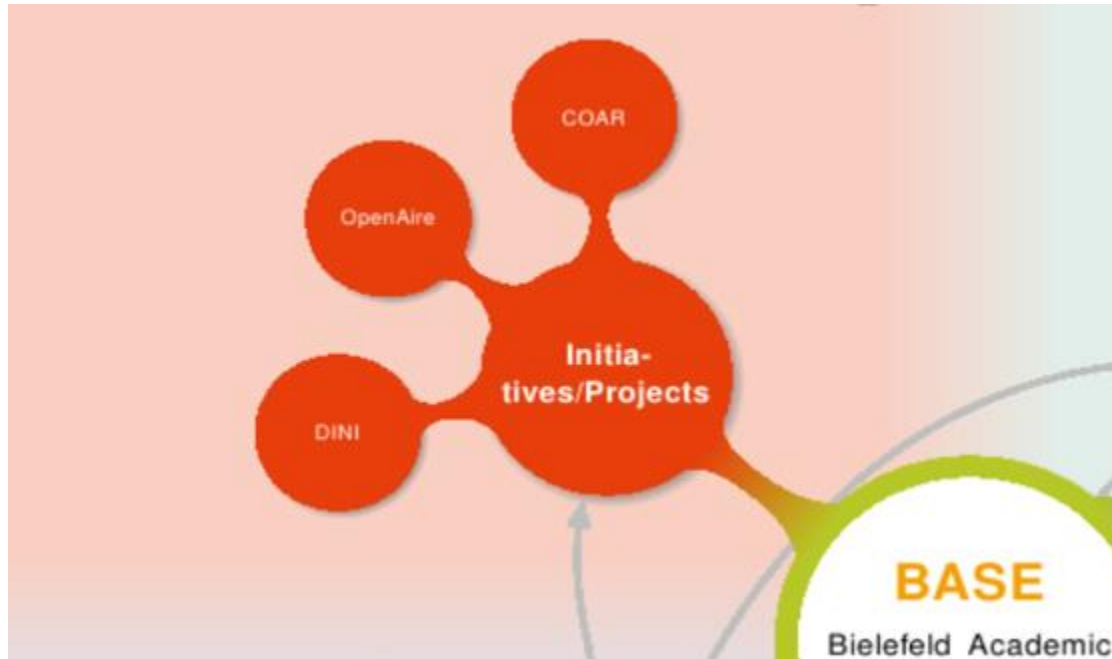 COAR
OpenAire
Initia-
tives/Projects
DINI
BASE
Bielefeld Academic